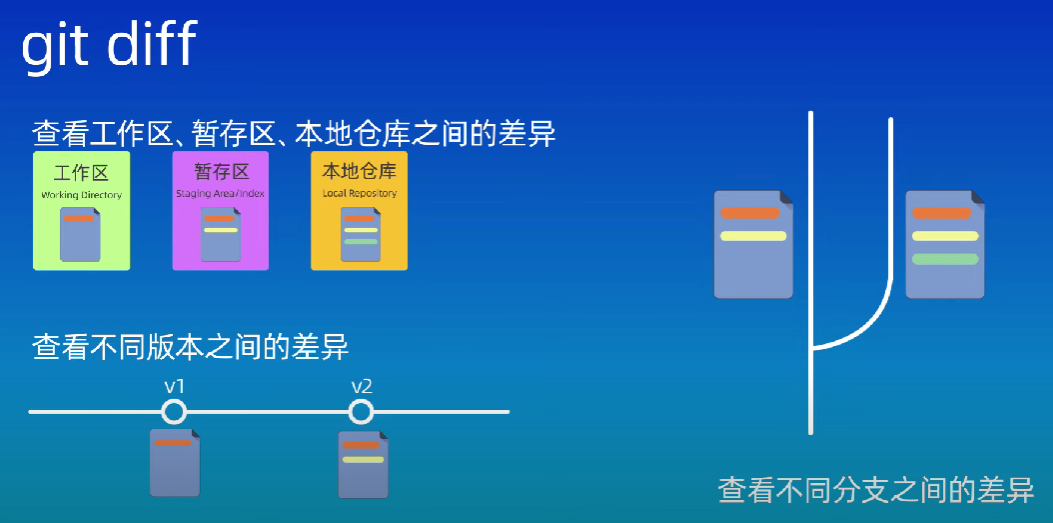 git diff
查看工作区、暂存区、本地仓库之间的差异
工作区
Working Directory
暂存区
Staging Area/Index
本地仓库
Local Repository
查看不同版本之间的差异
v1
v2
查看不同分支之间的差异